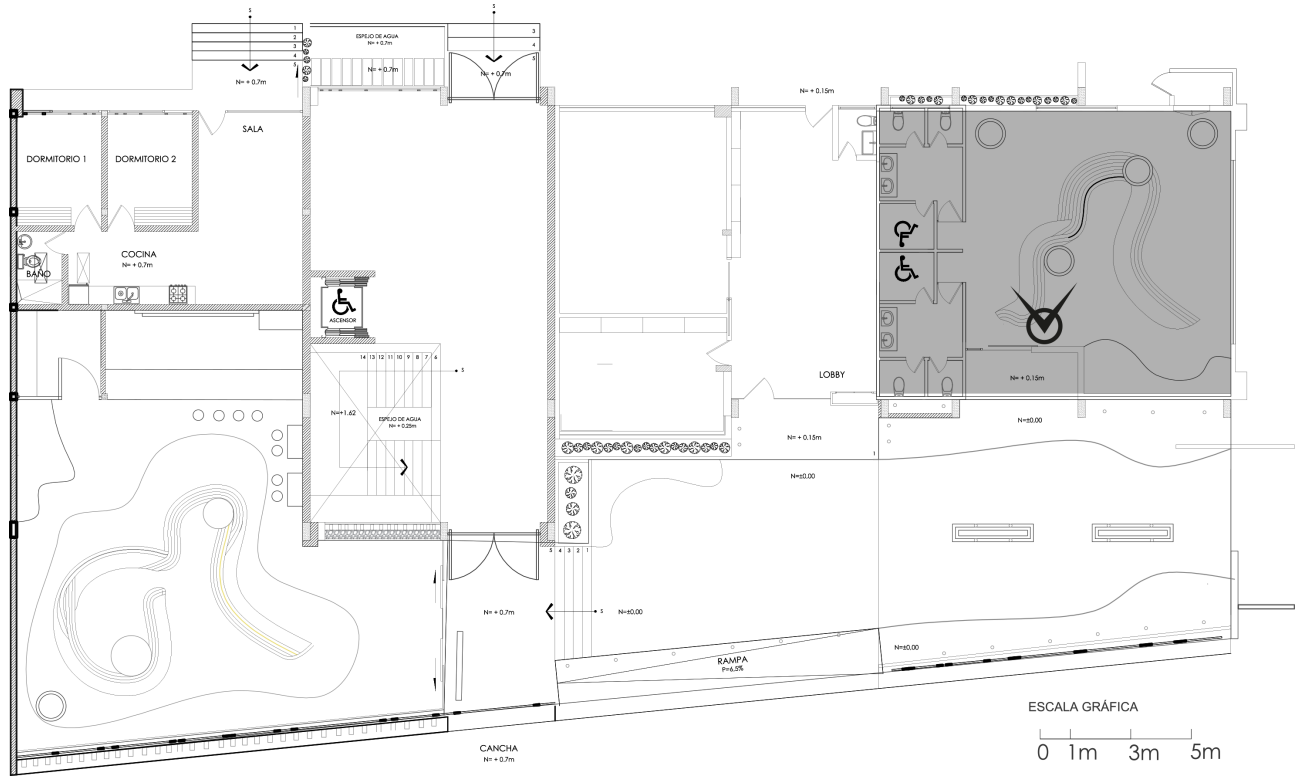 S
S
1
2
3
4
5
N= + 0.7m
ESPEJO DE AGUA
N= + 0.7m
N= + 0.7m
3
4
5
N= + 0.7m
N= + 0.15m
SALA
DORMITORIO 1
DORMITORIO 2
COCINA
N= + 0.7m
BAÑO
ASCENSOR
14 13 12 11 10 9 8 7 6
S
N=+1.62
ESPEJO DE AGUA
N= + 0.25m
LOBBY
N= + 0.15m
N=±0.00
N= + 0.15m
1
N=±0.00
5 4 3 2 1
N= + 0.7m
S
N=±0.00
N=±0.00
RAMPA
P=6.5%
CANCHA
N= + 0.7m
ESCALA GRÁFICA
0 1m 3m 5m